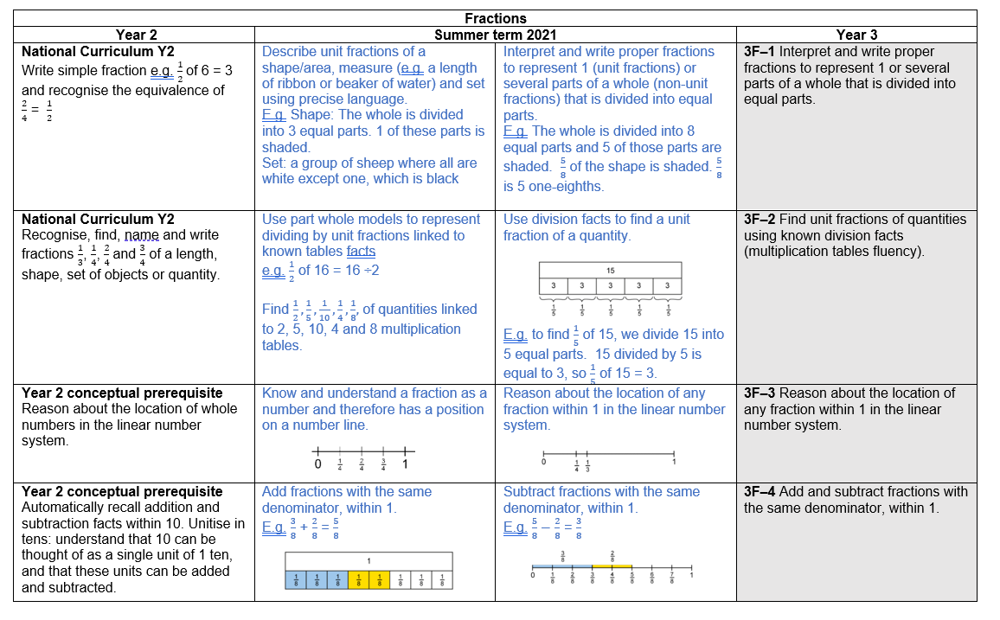 Fractions
Year 2
Summer term 2021
Year 3
National Curriculum Y2
Write simple fraction e.g. 1/2 of 6 = 3
and recognise the equivalence of
2/4 = 1/2
Describe unit fractions of a
shape/area, measure (e.g. a length
of ribbon or beaker of water) and set
using precise language.
E.g. Shape: The whole is divided
into 3 equal parts. 1 of these parts is
shaded.
Set: a group of sheep where all are
white except one, which is black
Interpret and write proper fractions
to represent 1 (unit fractions) or
several parts of a whole (non-unit
fractions) that is divided into equal
parts.
E.g. The whole is divided into 8
equal parts and 5 of those parts are
shaded. 5/8 of the shape is shaded. 5/8
is 5 one-eighths.
3F–1 Interpret and write proper
fractions to represent 1 or several
parts of a whole that is divided into
equal parts.
National Curriculum Y2
Recognise, find, name and write
fractions 1/3, 1/4, 2/4 and 3/4 of a length,
shape, set of objects or quantity.
Use part whole models to represent
dividing by unit fractions linked to
known tables facts
e.g. 1/2 of 16 = 16 ÷2
Find 1/2, 1/5, 1/10, 1/4, 1/8, of quantities linked
to 2, 5, 10, 4 and 8 multiplication
tables.
Use division facts to find a unit
fraction of a quantity.
15
3 3 3 3 3
1/5 1/5 1/5 1/5 1/5
E.g. to find 1/5 of 15, we divide 15 into
5 equal parts. 15 divided by 5 is
equal to 3, so 1/5 of 15 = 3.
3F–2 Find unit fractions of quantities
using known division facts
(multiplication tables fluency).
Year 2 conceptual prerequisite
Reason about the location of whole
numbers in the linear number
system.
Know and understand a fraction as a
number and therefore has a position
on a number line.
0 1/4 2/4 3/4 1
Reason about the location of any
fraction within 1 in the linear number
system.
0 1/4 1/3 1
3F–3 Reason about the location of
any fraction within 1 in the linear
number system.
Year 2 conceptual prerequisite
Automatically recall addition and
subtraction facts within 10. Unitise in
tens: understand that 10 can be
thought of as a single unit of 1 ten,
and that these units can be added
and subtracted.
Add fractions with the same
denominator, within 1.
E.g. 3/8 + 2/8 = 5/8
1
1/8 1/8 1/8 1/8 1/8 1/8 1/8 1/8
Subtract fractions with the same
denominator, within 1.
E.g. 5/8 − 2/8 = 3/8
3/8 2/8
0 1/8 2/8 3/8 4/8 5/8 6/8 7/8 1
3F–4 Add and subtract fractions with
the same denominator, within 1.